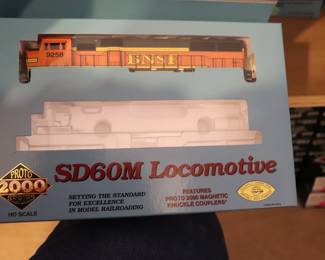 9258
BNSF
PROTO
2000
HO SCALE
SD60M Locomotive
SETTING THE STANDARD
FOR EXCELLENCE
IN MODEL RAILROADING
FEATURES
PROTO 2000 MAGNETIC
KNUCKLE COUPLERS